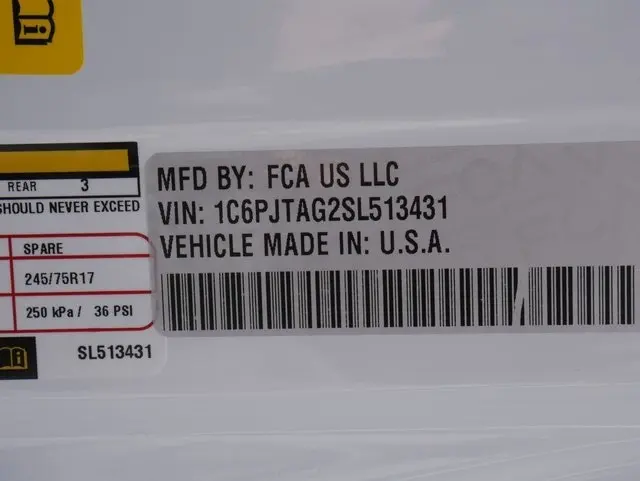 REAR 3
SHOULD NEVER EXCEED
SPARE
245/75R17
250 kPa / 36 PSI
SL513431
MFD BY: FCA US LLC
VIN: 1C6PJTAG2SL513431
VEHICLE MADE IN: U.S.A.